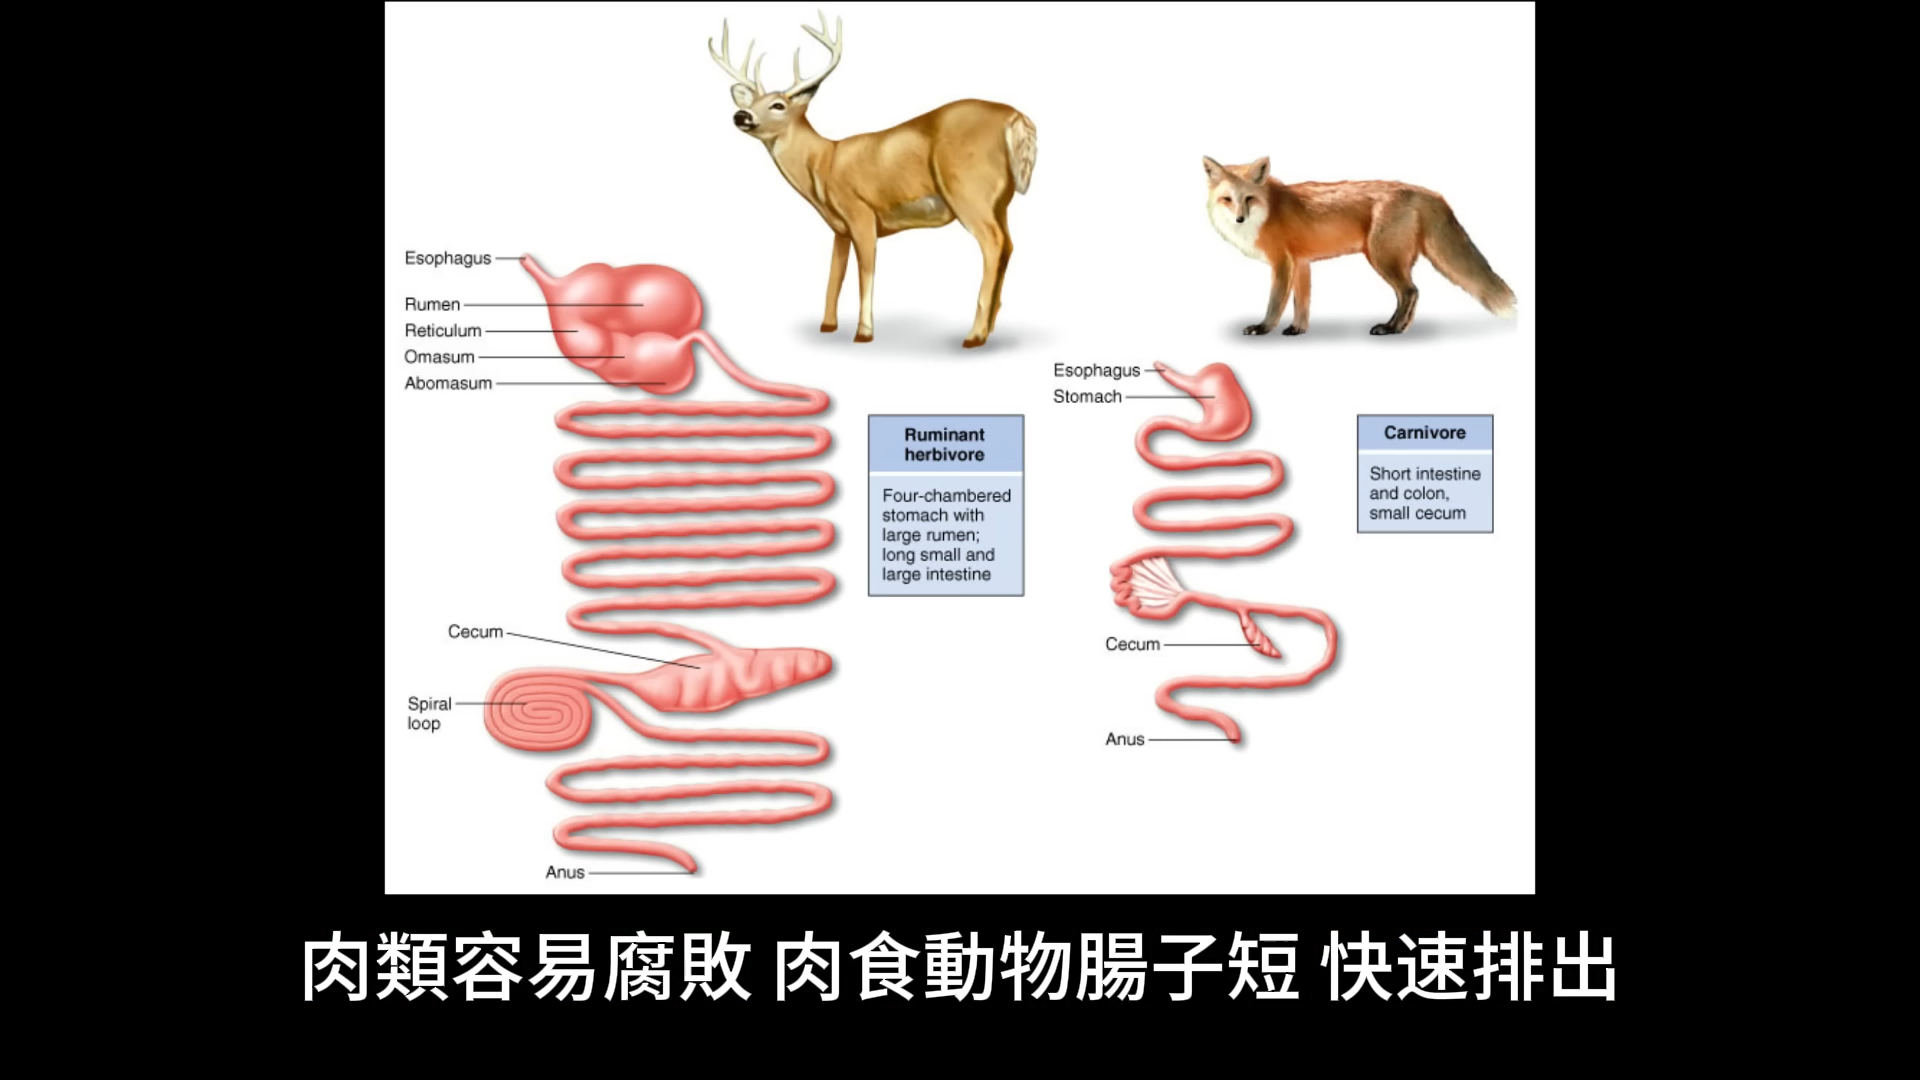 Esophagus
Rumen
Reticulum
Omasum
Abomasum
Cecum
Spiral
loop
Anus
Ruminant
herbivore
Four-chambered
stomach with
large rumen;
long small and
large intestine
Esophagus
Stomach
Cecum
Anus
Carnivore
Short intestine
and colon,
small cecum
肉類容易腐敗 肉食動物腸子短 快速排出